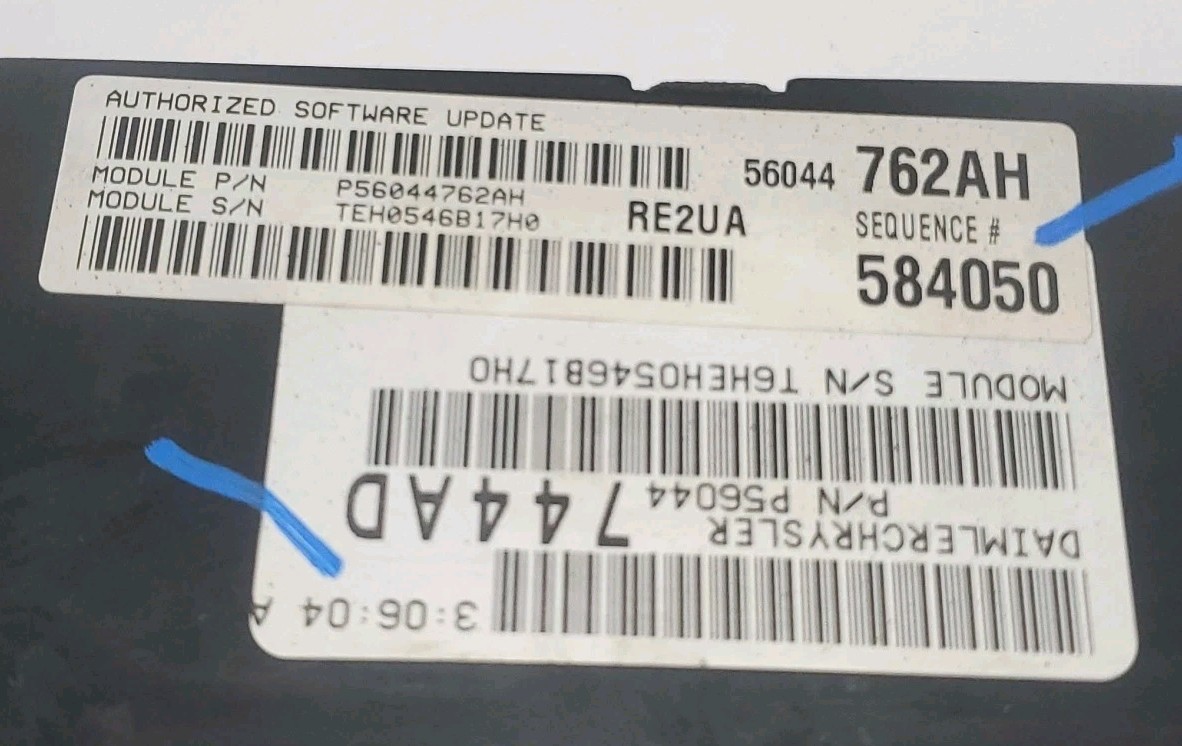 AUTHORIZED SOFTWARE UPDATE
56044 762AH
MODULE P/N P56044762AH
MODULE S/N TEH0546B17H0
RE2UA
SEQUENCE #
584050
MODULE S/N T6HEH0546B17H0
P/N P56044
DAIMLERCHRYSLER 744AD
3:06:04 A